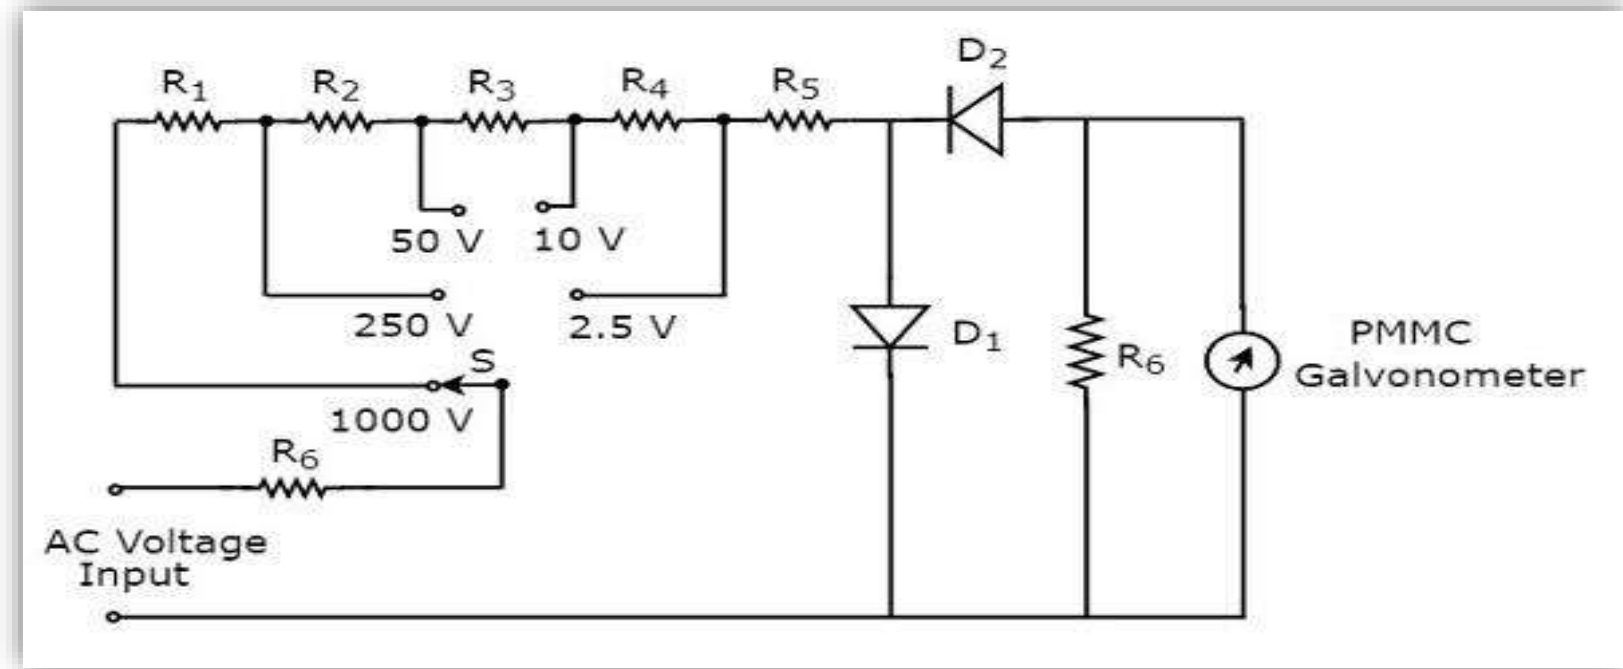 D2
R1 R2 R3 R4 R5
50 V 10 V
250 V 2.5 V
S
D1
R6
PMMC
Galvonometer
1000 V
R6
AC Voltage
Input